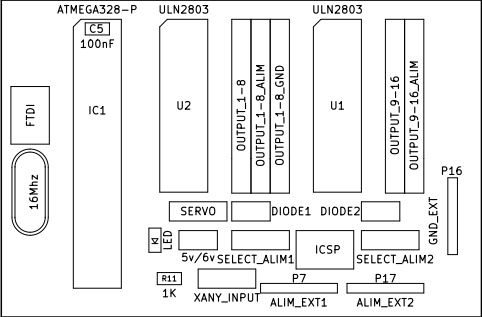 ATMEGA328-P
ULN2803
ULN2803
C5
100nF
IC1
U2
OUTPUT_1-8
OUTPUT_1-8_ALIM
OUTPUT_1-8_GND
U1
OUTPUT_9-16
OUTPUT_9-16_ALIM
FTDI
16Mhz
P16
GND_EXT
SERVO
DIODE1
DIODE2
LED
5v/6v
SELECT_ALIM1
ICSP
SELECT_ALIM2
R11
1K
XANY_INPUT
P7
ALIM_EXT1
P17
ALIM_EXT2